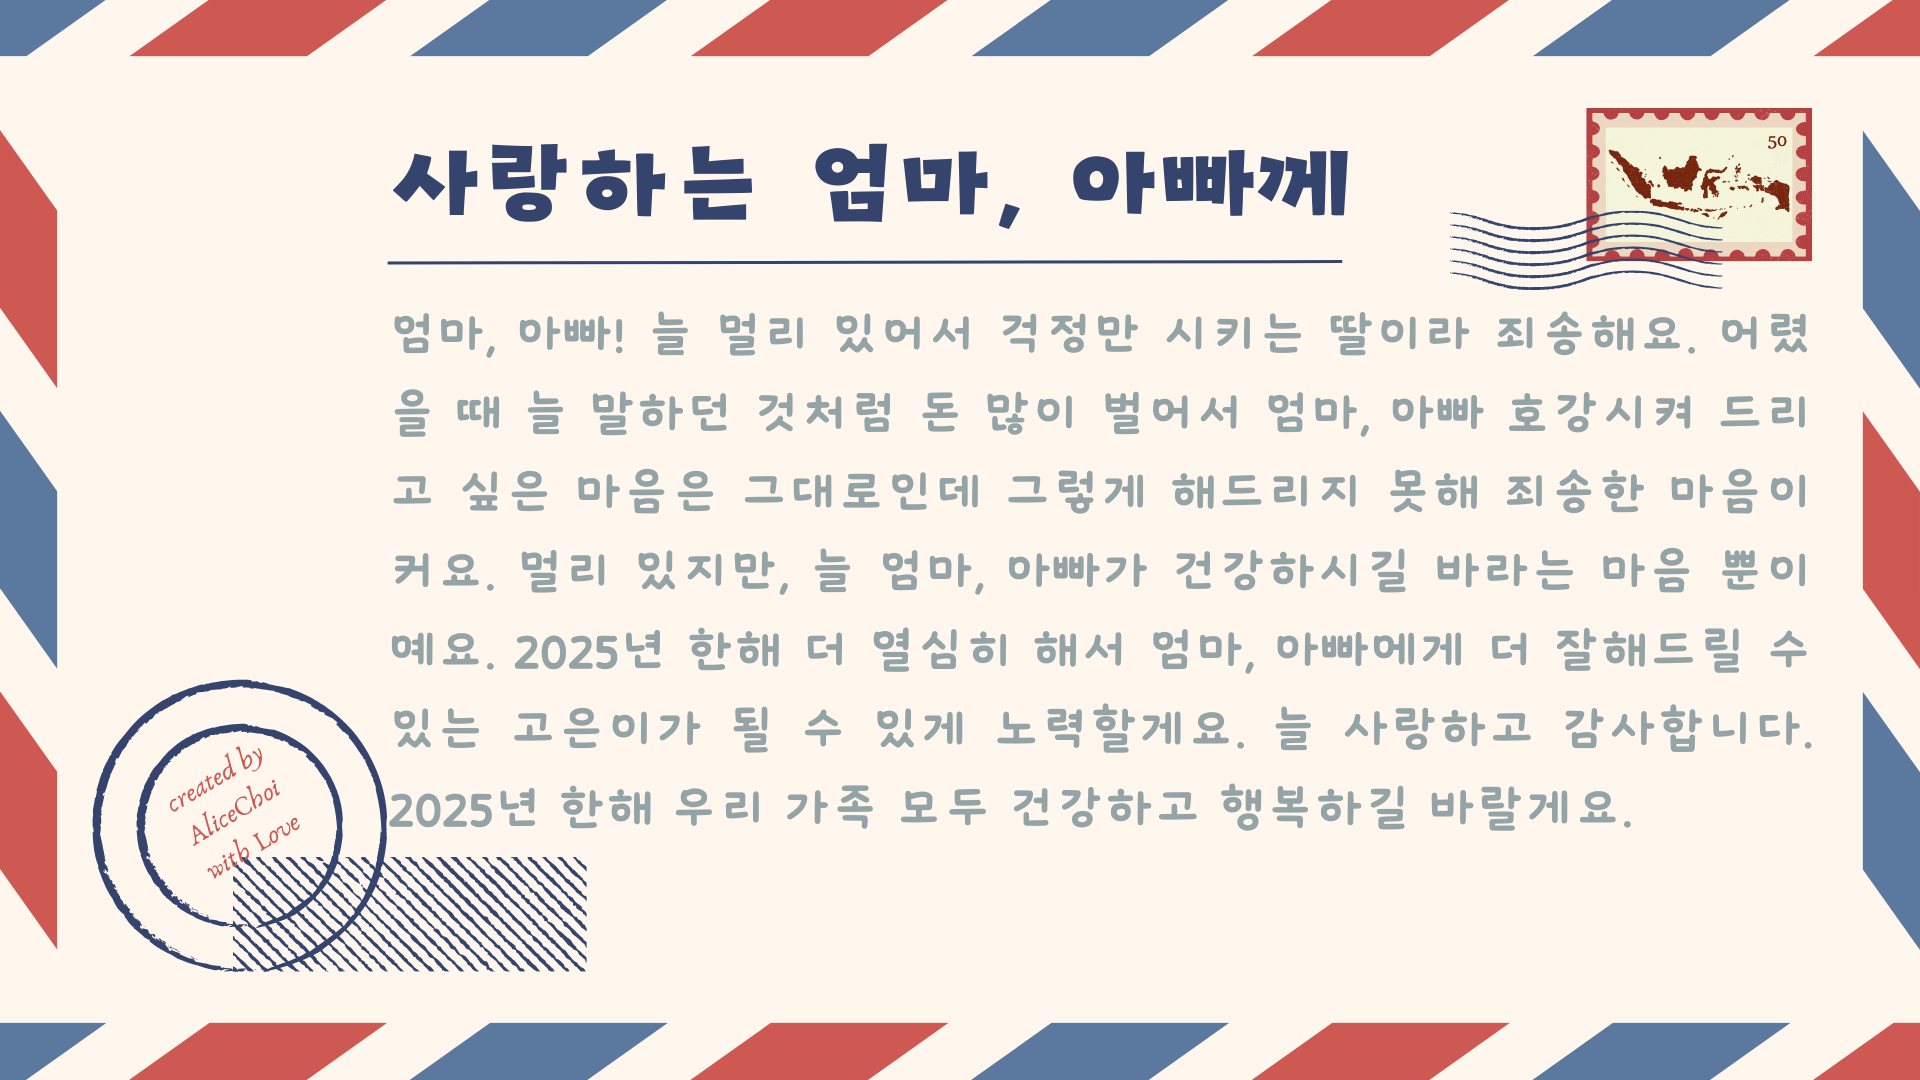 사랑하는 엄마, 아빠께
50
엄마, 아빠! 늘 멀리 있어서 걱정만 시키는 딸이라 죄송해요. 어렸
을 때 늘 말하던 것처럼 돈 많이 벌어서 엄마, 아빠 호강시켜 드리
고 싶은 마음은 그대로인데 그렇게 해드리지 못해 죄송한 마음이
커요. 멀리 있지만, 늘 엄마, 아빠가 건강하시길 바라는 마음 뿐이
예요. 2025년 한해 더 열심히 해서 엄마, 아빠에게 더 잘해드릴 수
있는 고은이가 될 수 있게 노력할게요. 늘 사랑하고 감사합니다.
2025년 한해 우리 가족 모두 건강하고 행복하길 바랄게요.
created by
AliceChoi
with Love